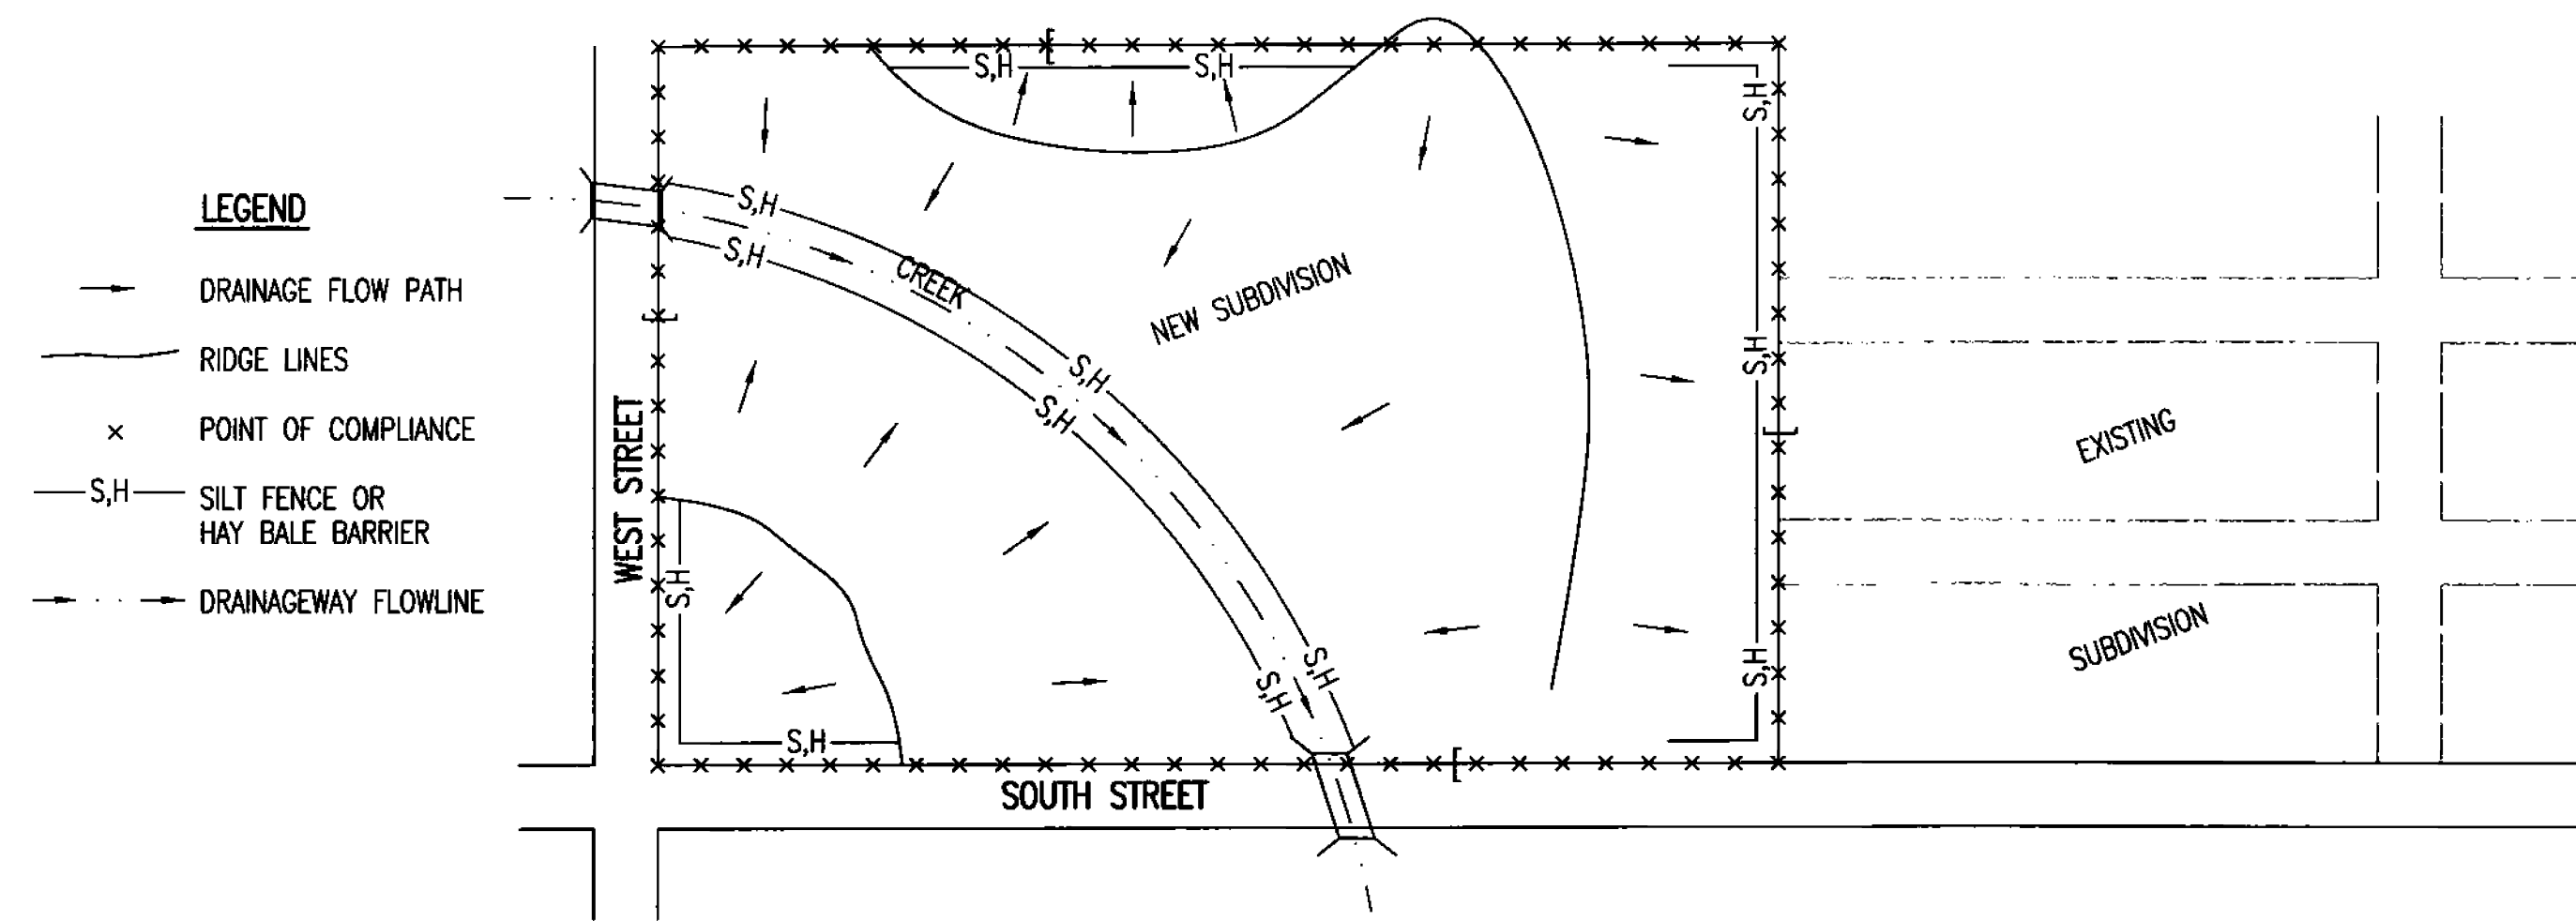 LEGEND
DRAINAGE FLOW PATH
RIDGE LINES
× POINT OF COMPLIANCE
S,H SILT FENCE OR
HAY BALE BARRIER
DRAINAGEWAY FLOWLINE
S,H
S,H
S,H
S,H
S,H
CREEK
NEW SUBDIVISION
S,H
S,H
S,H
WEST STREET
EXISTING
S,H
SUBDIVISION
S,H
S,H
S,H
S,H
SOUTH STREET